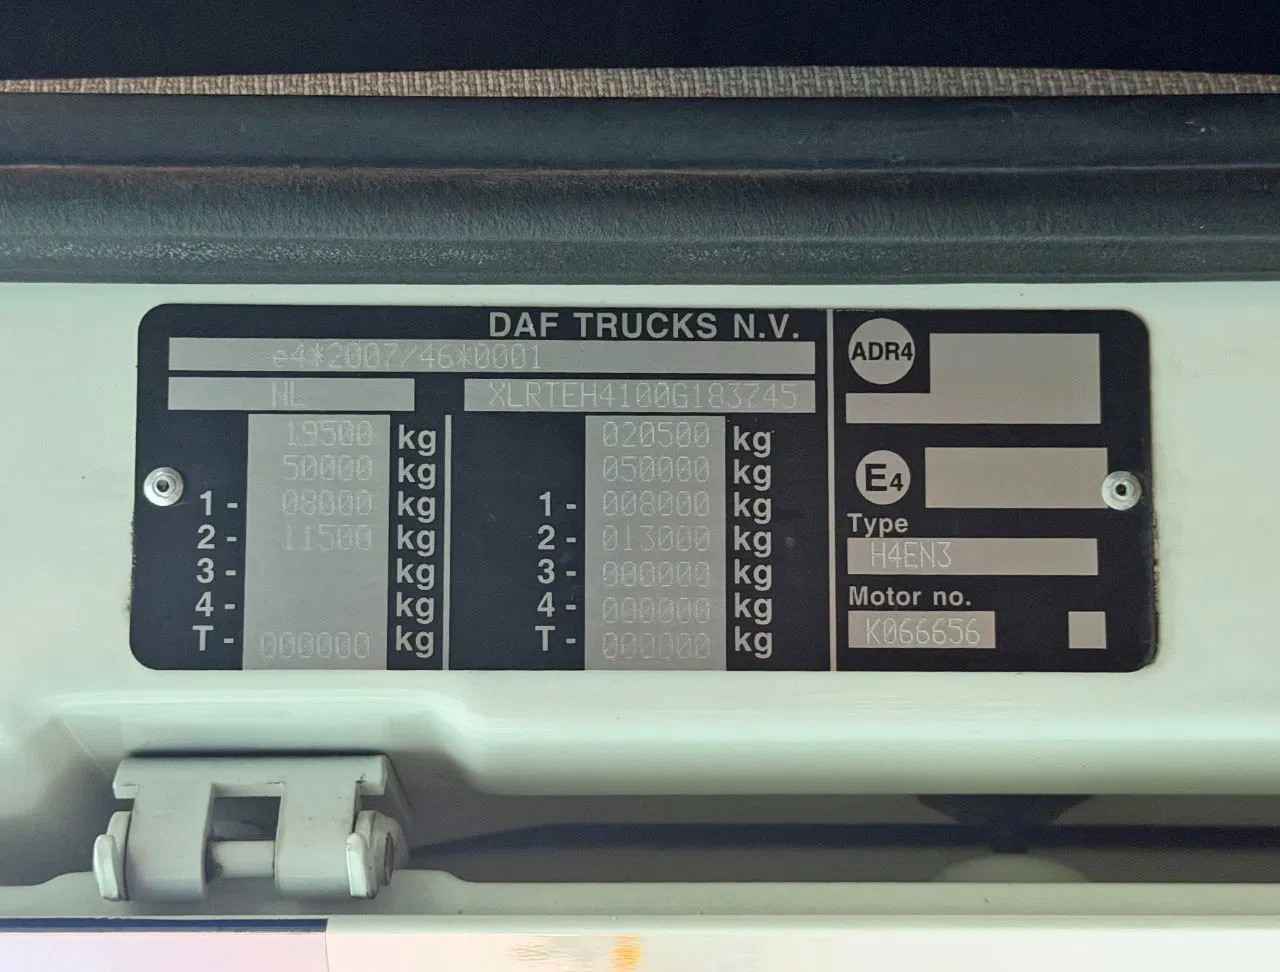 DAF TRUCKS N.V.
e4*2007/46*0001
NL XLRTEH4100G183745
19500 kg 020500 kg
50000 kg 050000 kg
1 - 08000 kg 1 - 008000 kg
2 - 11500 kg 2 - 013000 kg
3 - kg 3 - 000000 kg
4 - kg 4 - 000000 kg
T - 000000 kg T - 000000 kg
ADR4
E4
Type
H4EN3
Motor no.
K066656